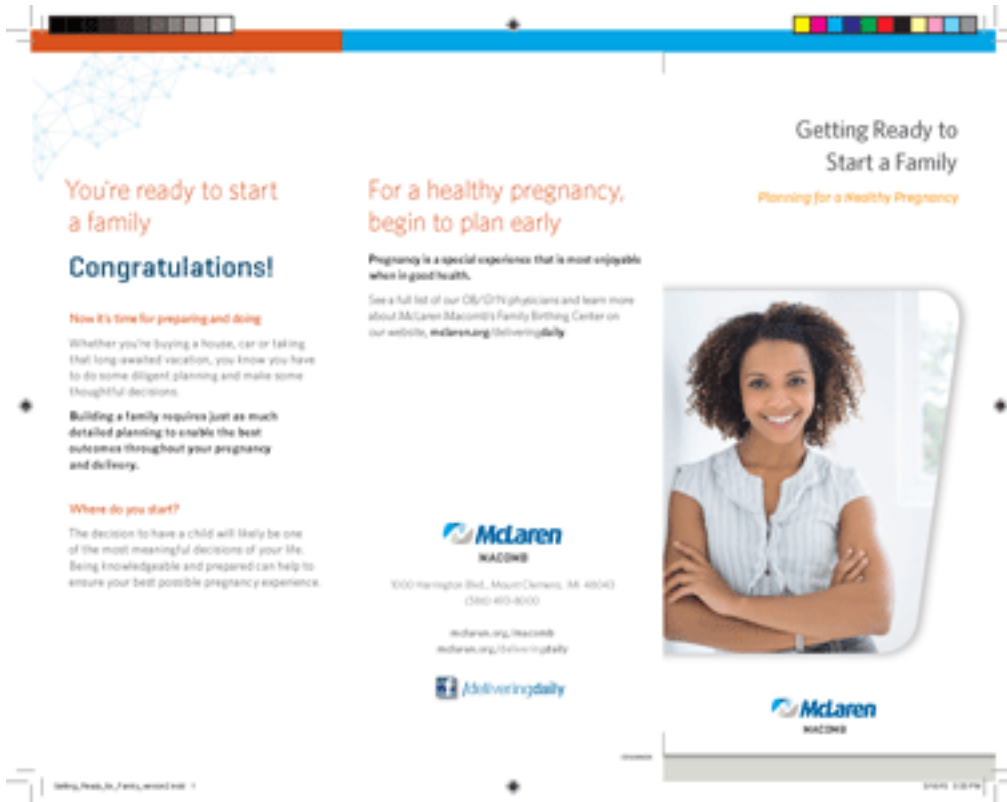 You're ready to start
a family
Congratulations!
Now it's time for preparing and doing
Whether you're buying a house, car or taking
that long-awaited vacation, you know you have
to do some diligent planning and make some
thoughtful decisions.
Building a family requires just as much
detailed planning to enable the best
outcomes throughout your pregnancy
and delivery.
Where do you start?
The decision to have a child will likely be one
of the most meaningful decisions of your life.
Being knowledgeable and prepared can help to
ensure your best possible pregnancy experience.
For a healthy pregnancy,
begin to plan early
Pregnancy is a special experience that is most enjoyable
when in good health.
See a full list of our OB/GYN physicians and learn more
about McLaren Macomb's Family Birthing Center on
our website, mclaren.org/deliveringdaily
McLaren
MACOMB
1000 Harrington Blvd., Mount Clemens, MI 48043
(586) 493-8000
mclaren.org/macomb
mclaren.org/deliveringdaily
/deliveringdaily
Getting Ready to
Start a Family
Planning for a Healthy Pregnancy
McLaren
MACOMB